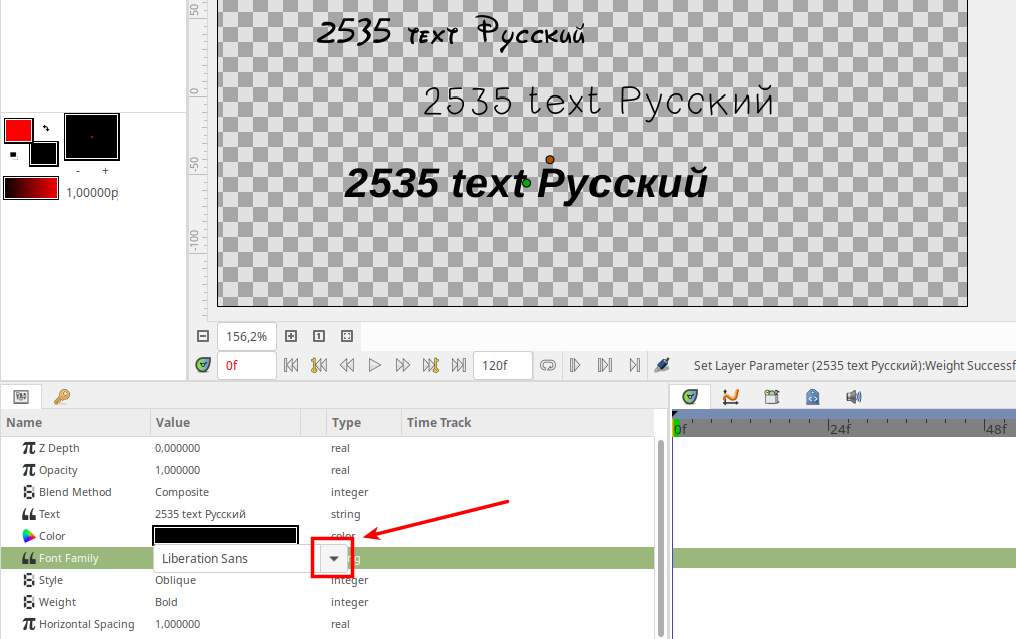 50
2535 text Русский
0
2535 text Русский
-50
2535 text Русский
- +
1,00000p
-100
156,2%
0f
120f
Set Layer Parameter (2535 text Русский):Weight Successf
Name Value Type Time Track
0f 24f 48f
Z Depth 0,000000 real
Opacity 1,000000 real
Blend Method Composite integer
Text 2535 text Русский string
Color color
Font Family Liberation Sans
Style Oblique integer
Weight Bold integer
Horizontal Spacing 1,000000 real